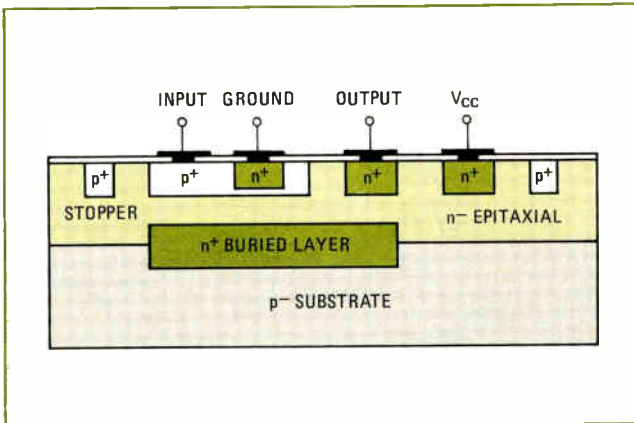 INPUT GROUND OUTPUT VCC
p+ p+ n+ n+ n+ p+
STOPPER n− EPITAXIAL
n+ BURIED LAYER
p− SUBSTRATE